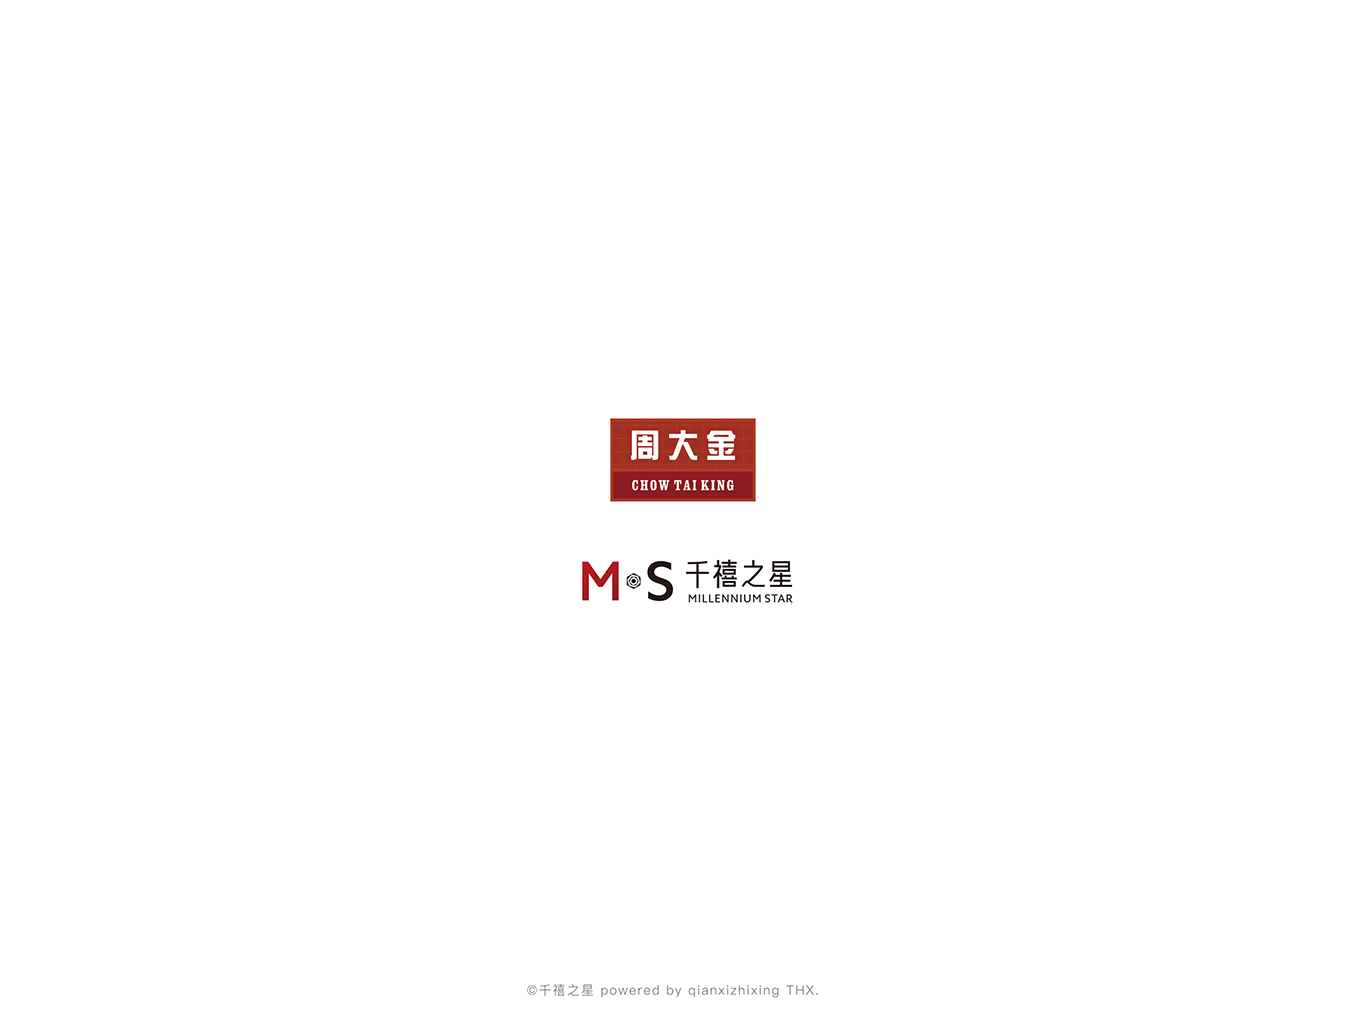 周大金
CHOW TAI KING
M S 千禧之星
MILLENNIUM STAR
©千禧之星 powered by qianxizhixing THX.